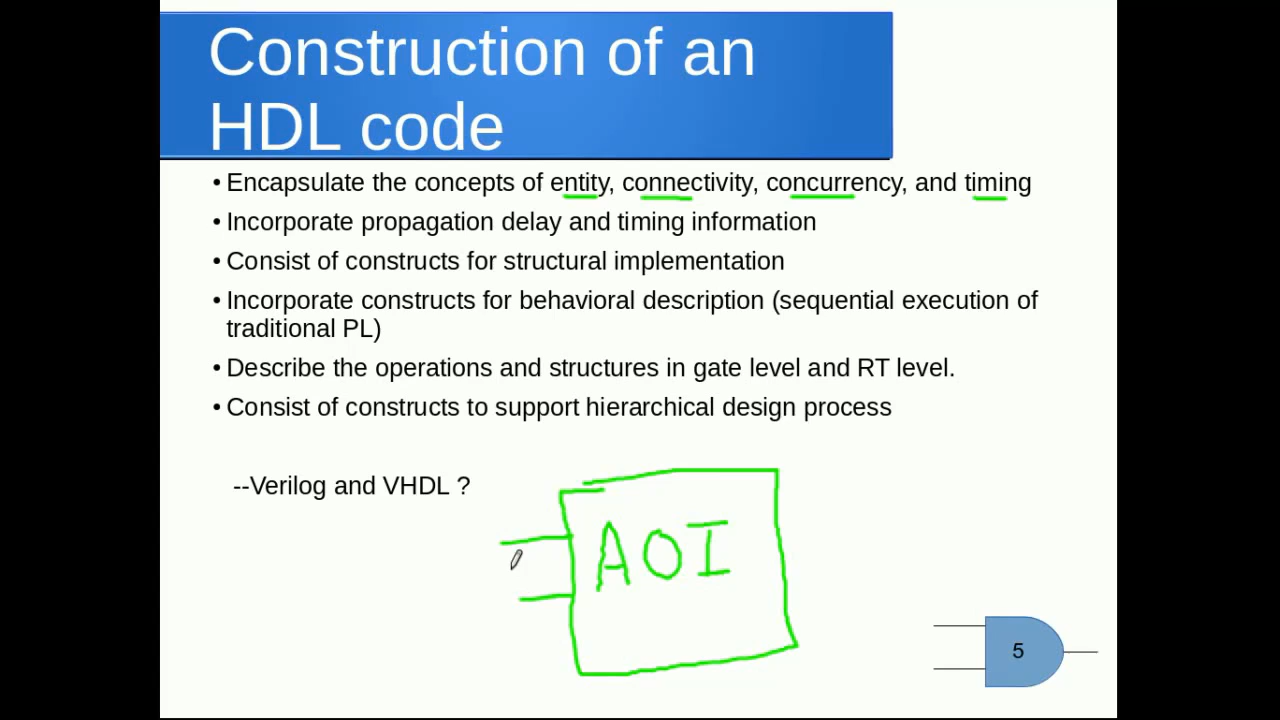 Construction of an
HDL code
• Encapsulate the concepts of entity, connectivity, concurrency, and timing
• Incorporate propagation delay and timing information
• Consist of constructs for structural implementation
• Incorporate constructs for behavioral description (sequential execution of
traditional PL)
• Describe the operations and structures in gate level and RT level.
• Consist of constructs to support hierarchical design process
--Verilog and VHDL ?
AOI
5